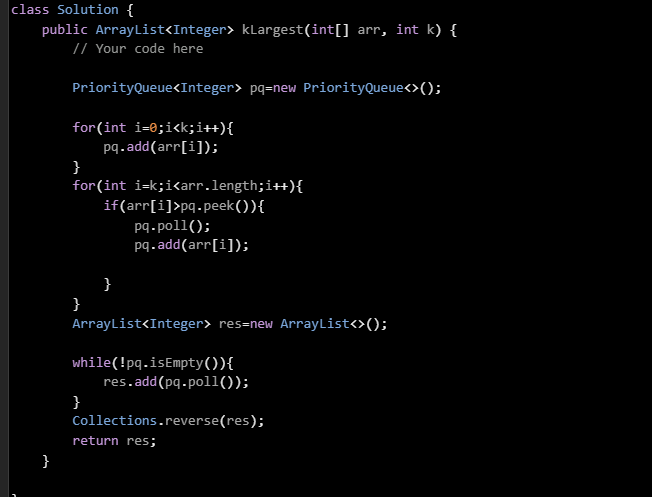 class Solution {
    public ArrayList<Integer> kLargest(int[] arr, int k) {
        // Your code here
        PriorityQueue<Integer> pq=new PriorityQueue<>();
        for(int i=0;i<k;i++){
            pq.add(arr[i]);
        }
        for(int i=k;i<arr.length;i++){
            if(arr[i]>pq.peek()){
                pq.poll();
                pq.add(arr[i]);
            }
        }
        ArrayList<Integer> res=new ArrayList<>();
        while(!pq.isEmpty()){
            res.add(pq.poll());
        }
        Collections.reverse(res);
        return res;
    }
}